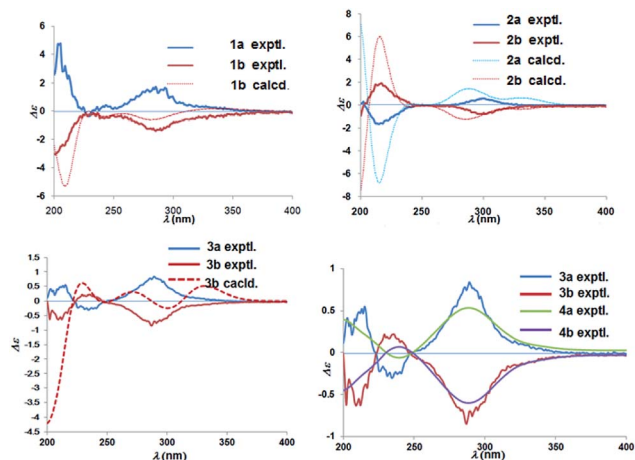 6
4
2
0
-2
-4
-6
Δε
1a exptl.
1b exptl.
1b calcd.
200 250 300 350 400
λ (nm)
8
6
4
2
0
-2
-4
-6
-8
Δε
2a exptl.
2b exptl.
2a calcd.
2b calcd.
200 250 300 350 400
λ (nm)
1.5
1
0.5
0
-0.5
-1
-1.5
-2
-2.5
-3
-3.5
-4
-4.5
Δε
3a exptl.
3b exptl.
3b cacld.
200 250 300 350 400
λ (nm)
1
0.5
0
-0.5
-1
Δε
3a exptl.
3b exptl.
4a exptl.
4b exptl.
200 250 300 350 400
λ (nm)